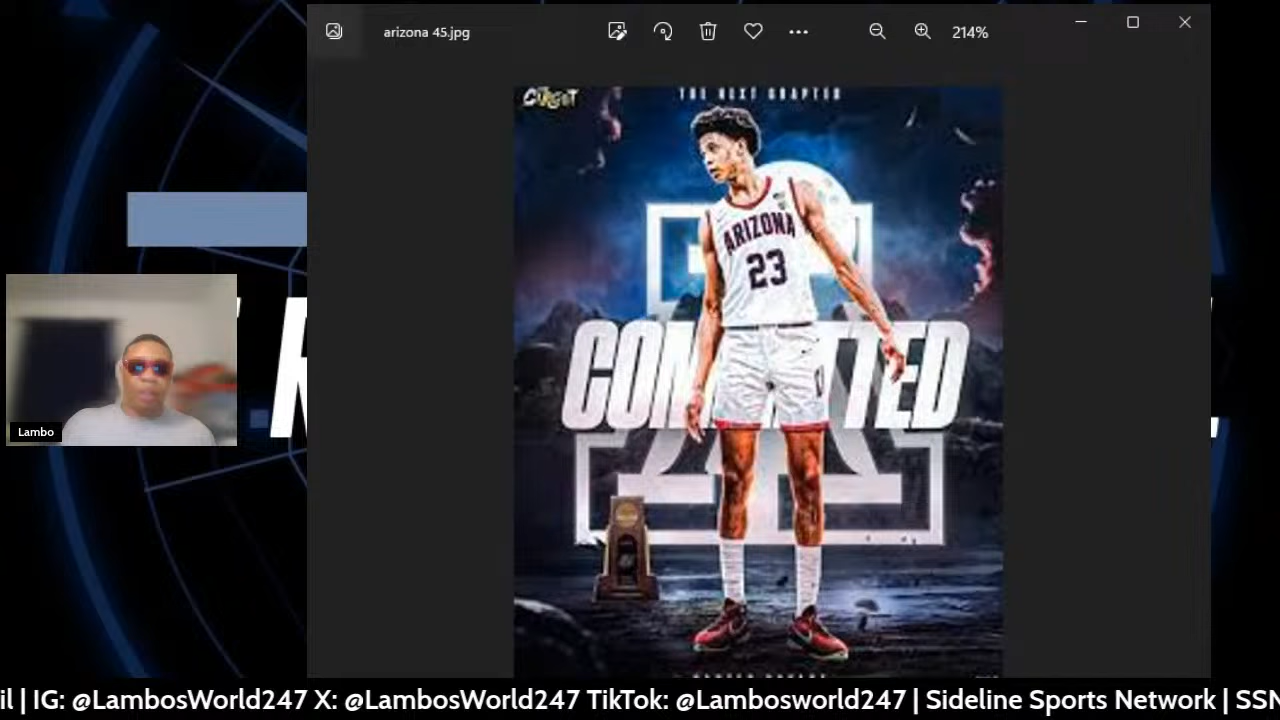 arizona 45.jpg
214%
THE NEXT CHAPTER
ARIZONA
23
COMMITTED
Lambo
il | IG: @LambosWorld247 X: @LambosWorld247 TikTok: @Lambosworld247 | Sideline Sports Network | SSN